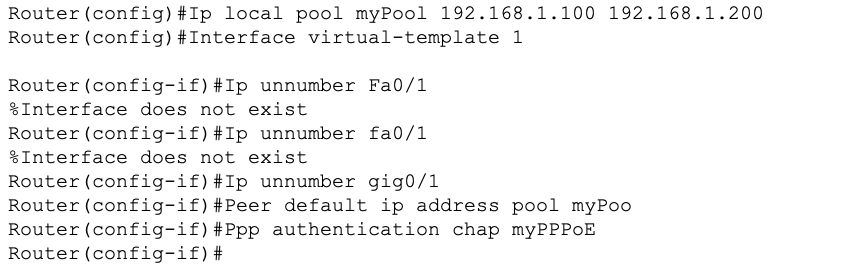 Router(config)#Ip local pool myPool 192.168.1.100 192.168.1.200
Router(config)#Interface virtual-template 1
Router(config-if)#Ip unnumber Fa0/1
%Interface does not exist
Router(config-if)#Ip unnumber fa0/1
%Interface does not exist
Router(config-if)#Ip unnumber gig0/1
Router(config-if)#Peer default ip address pool myPoo
Router(config-if)#Ppp authentication chap myPPPoE
Router(config-if)#